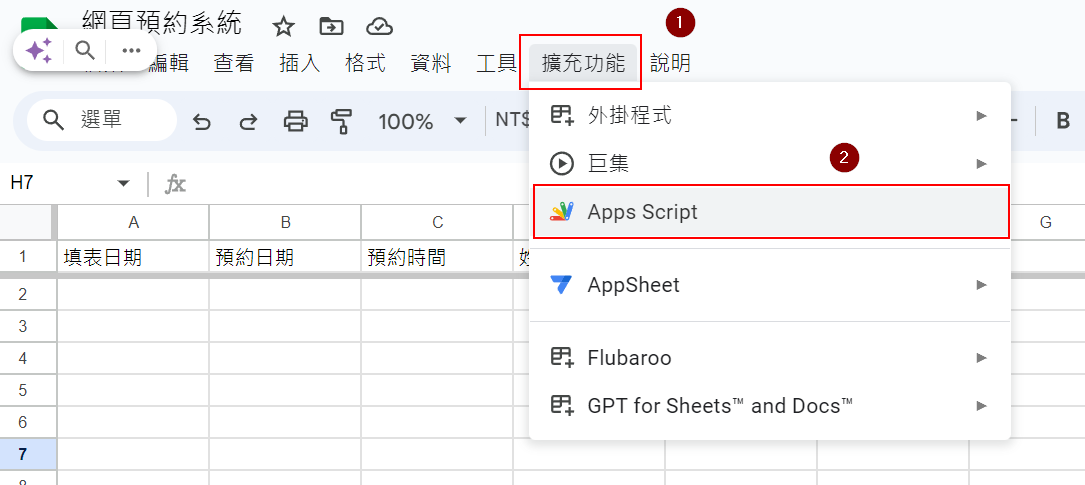 網頁預約系統
1
編輯 查看 插入 格式 資料 工具 擴充功能 說明
選單 100% NT$ B
外掛程式
巨集
2
Apps Script
AppSheet
Flubaroo
GPT for Sheets™ and Docs™
H7 fx
A B C G
1 填表日期 預約日期 預約時間
2
3
4
5
6
7